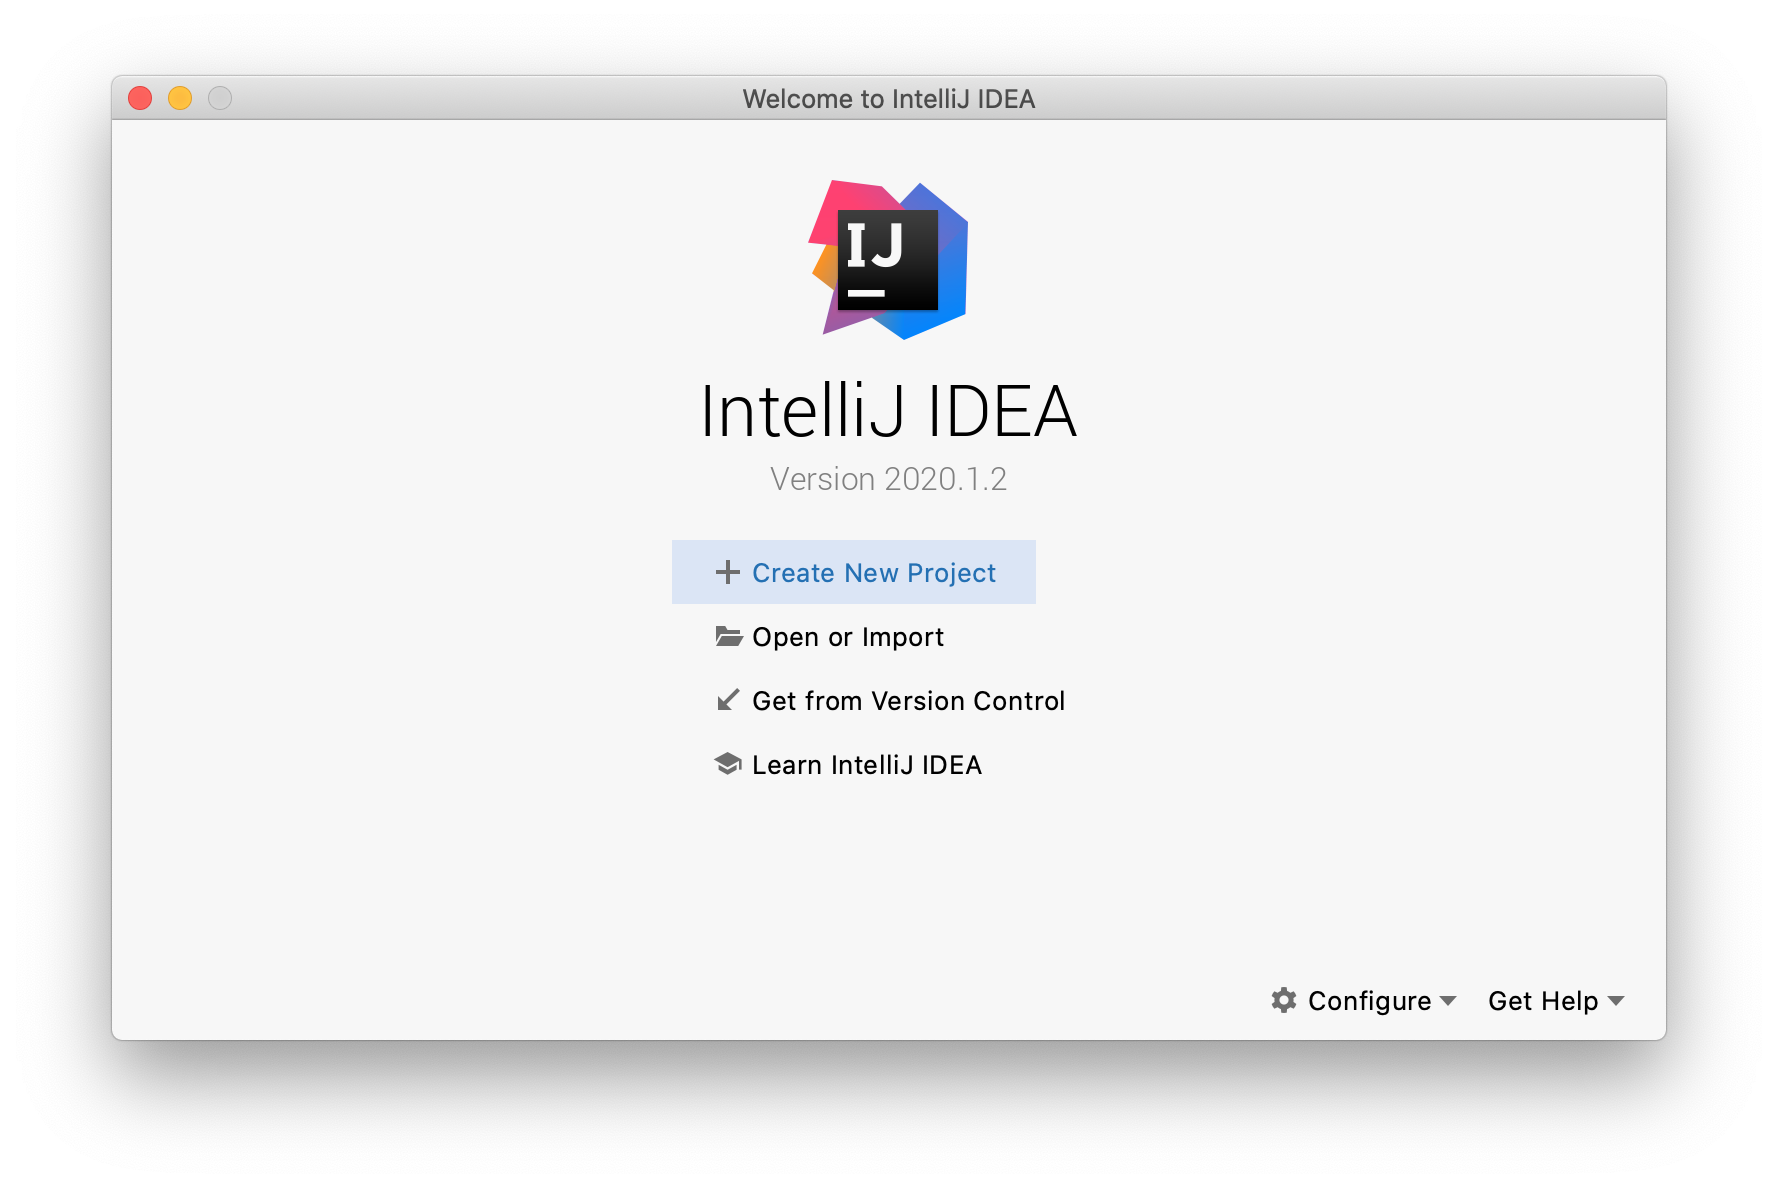 Welcome to IntelliJ IDEA
IJ
IntelliJ IDEA
Version 2020.1.2
Create New Project
Open or Import
Get from Version Control
Learn IntelliJ IDEA
Configure Get Help